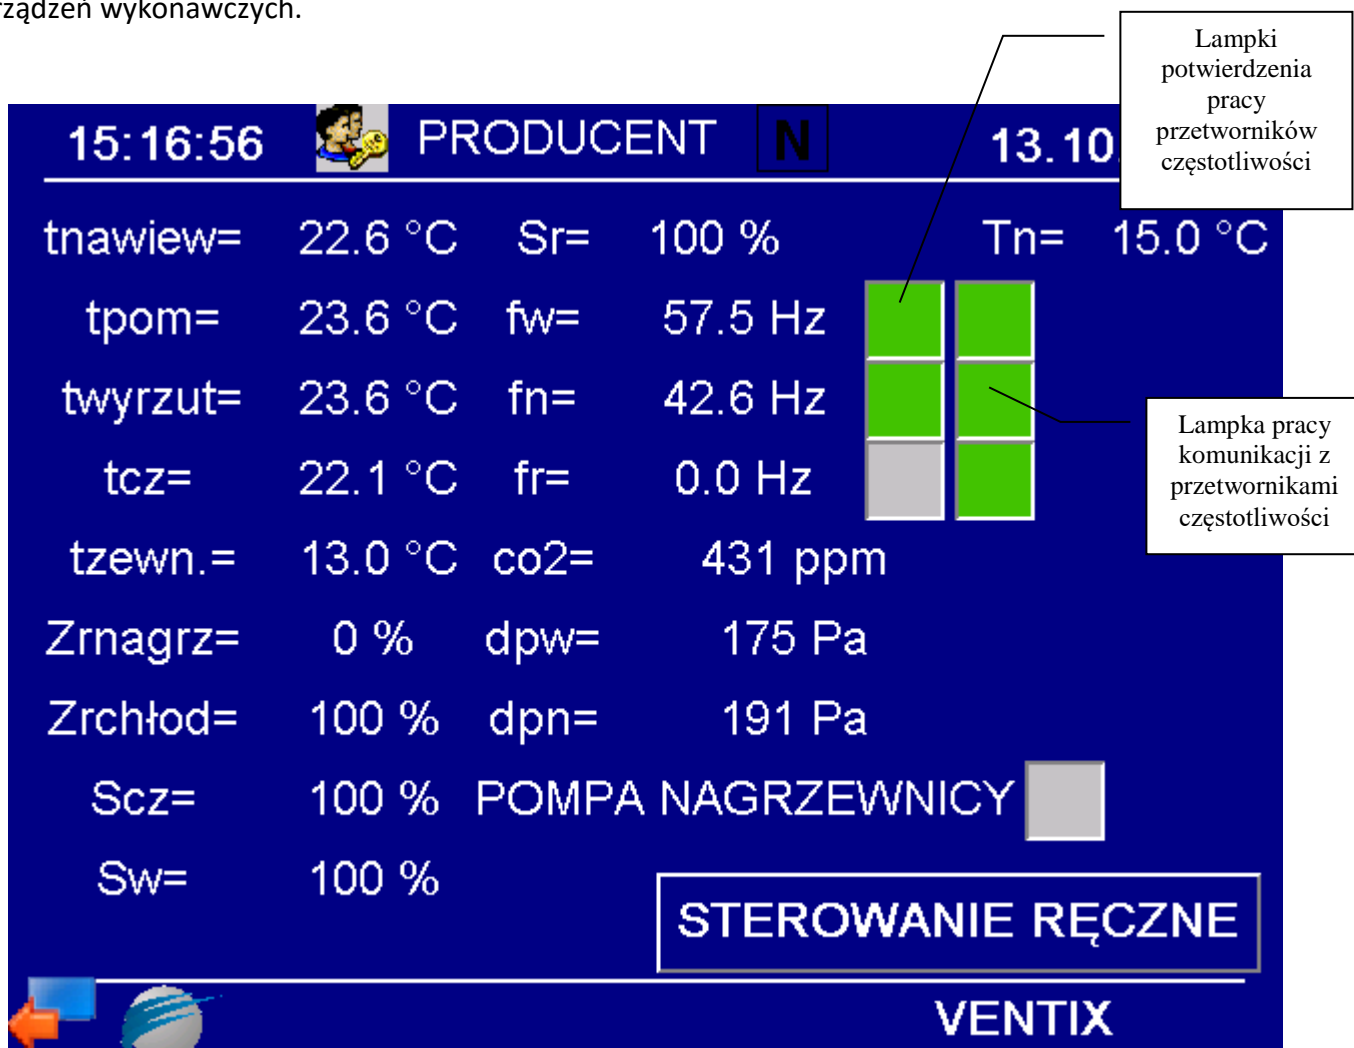 rządzeń wykonawczych.
Lampki
potwierdzenia
pracy
przetworników
częstotliwości
15:16:56 PRODUCENT N 13.10.
tnawiew= 22.6 °C Sr= 100 % Tn= 15.0 °C
tpom= 23.6 °C fw= 57.5 Hz
twyrzut= 23.6 °C fn= 42.6 Hz
Lampka pracy
komunikacji z
przetwornikami
częstotliwości
tcz= 22.1 °C fr= 0.0 Hz
tzewn.= 13.0 °C co2= 431 ppm
Zrnagrz= 0 % dpw= 175 Pa
Zrchłod= 100 % dpn= 191 Pa
Scz= 100 % POMPA NAGRZEWNICY
Sw= 100 %
STEROWANIE RĘCZNE
VENTIX